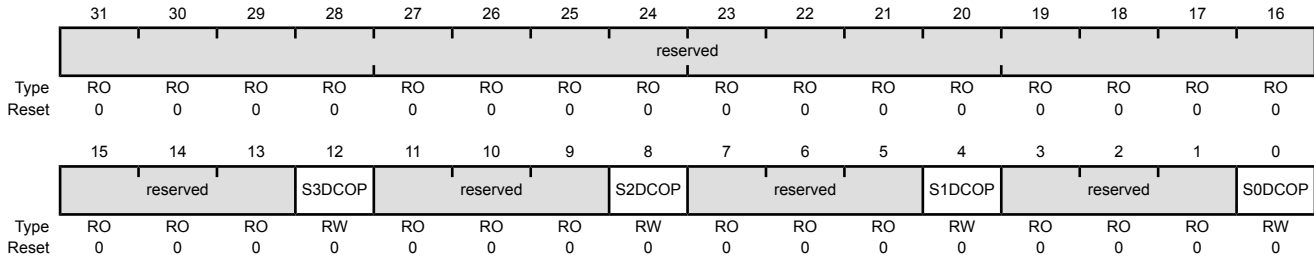 31 30 29 28 27 26 25 24 23 22 21 20 19 18 17 16
reserved
Type RO RO RO RO RO RO RO RO RO RO RO RO RO RO RO RO
Reset 0 0 0 0 0 0 0 0 0 0 0 0 0 0 0 0
15 14 13 12 11 10 9 8 7 6 5 4 3 2 1 0
reserved S3DCOP reserved S2DCOP reserved S1DCOP reserved S0DCOP
Type RO RO RO RW RO RO RO RW RO RO RO RW RO RO RO RW
Reset 0 0 0 0 0 0 0 0 0 0 0 0 0 0 0 0